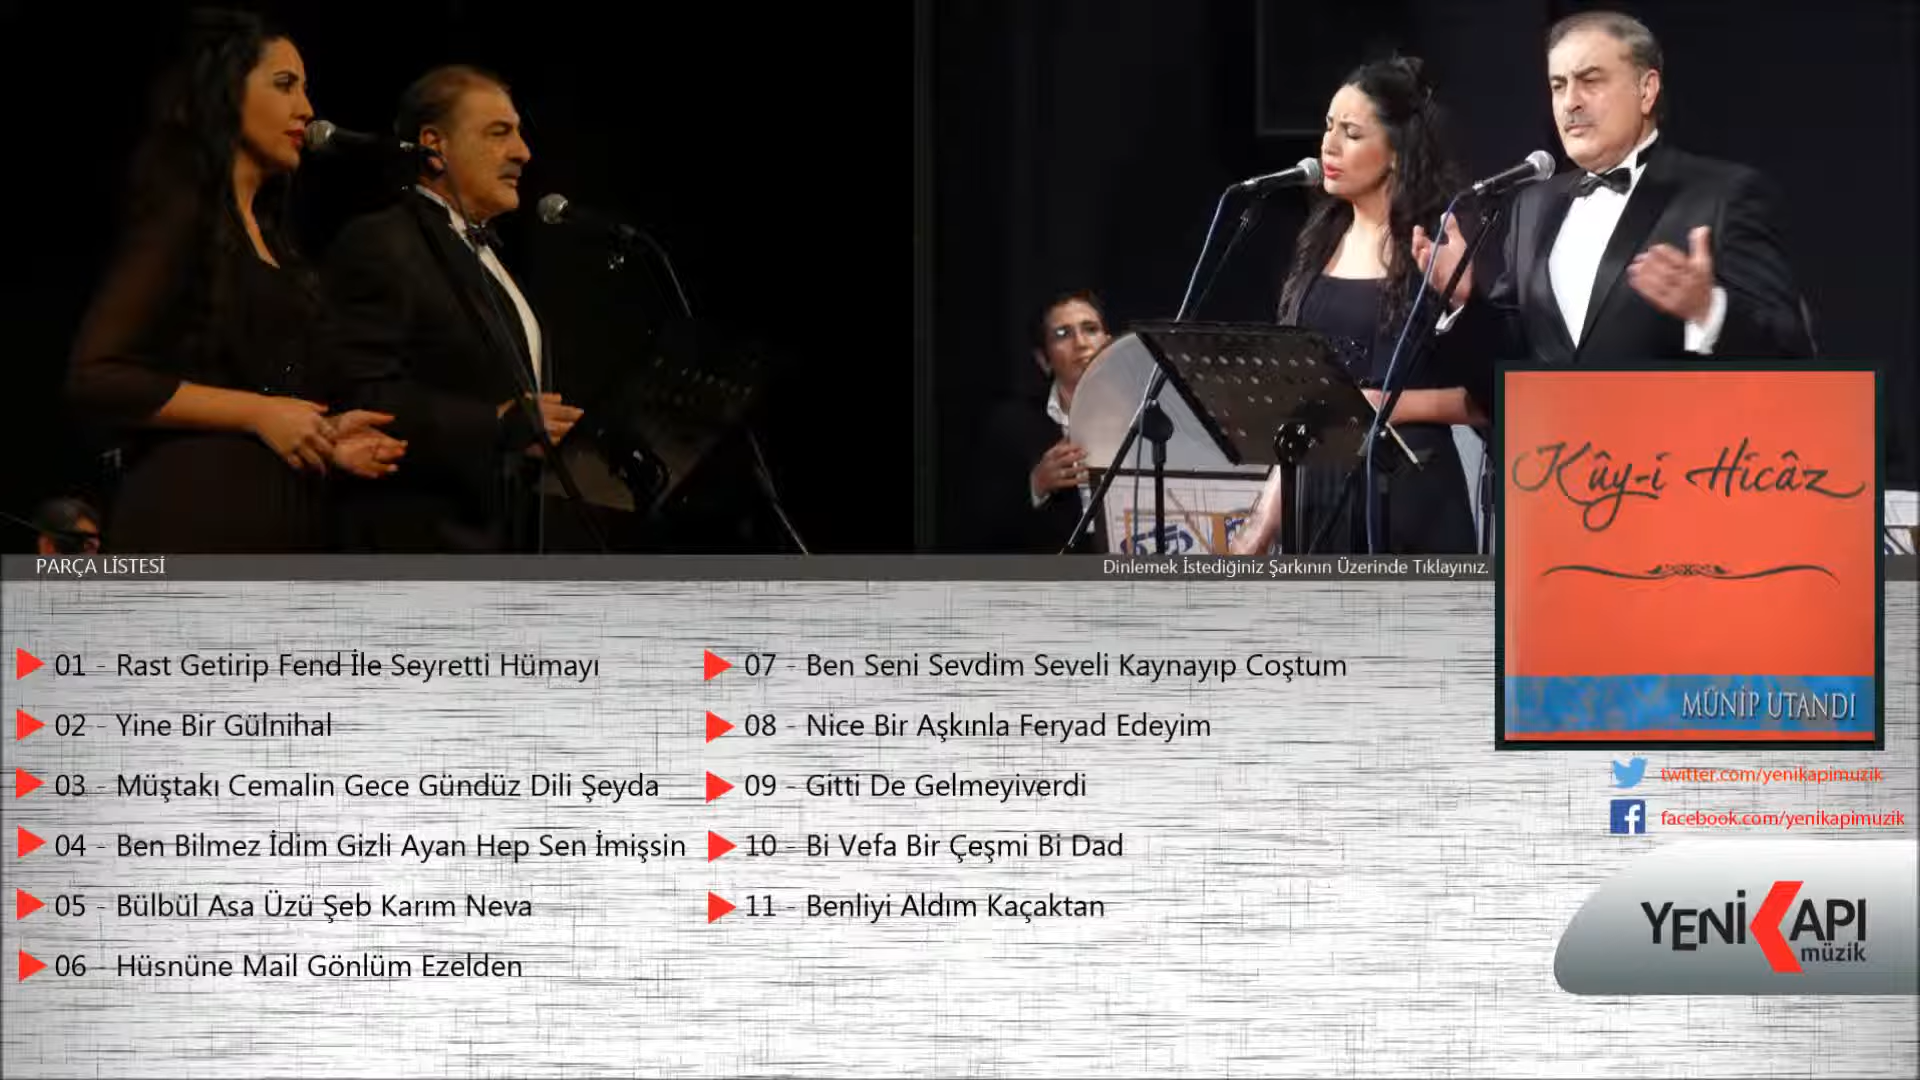 PARÇA LİSTESİ
Dinlemek İstediğiniz Şarkının Üzerinde Tıklayınız.
Kûy-i Hicâz
MÜNİP UTANDI
01 - Rast Getirip Fend İle Seyretti Hümayı
02 - Yine Bir Gülnihal
03 - Müştakı Cemalin Gece Gündüz Dili Şeyda
04 - Ben Bilmez İdim Gizli Ayan Hep Sen İmişsin
05 - Bülbül Asa Üzü Şeb Karım Neva
06 - Hüsnüne Mail Gönlüm Ezelden
07 - Ben Seni Sevdim Seveli Kaynayıp Coştum
08 - Nice Bir Aşkınla Feryad Edeyim
09 - Gitti De Gelmeyiverdi
10 - Bi Vefa Bir Çeşmi Bi Dad
11 - Benliyi Aldım Kaçaktan
twitter.com/yenikapimuzik
facebook.com/yenikapimuzik
YENİKAPI
müzik